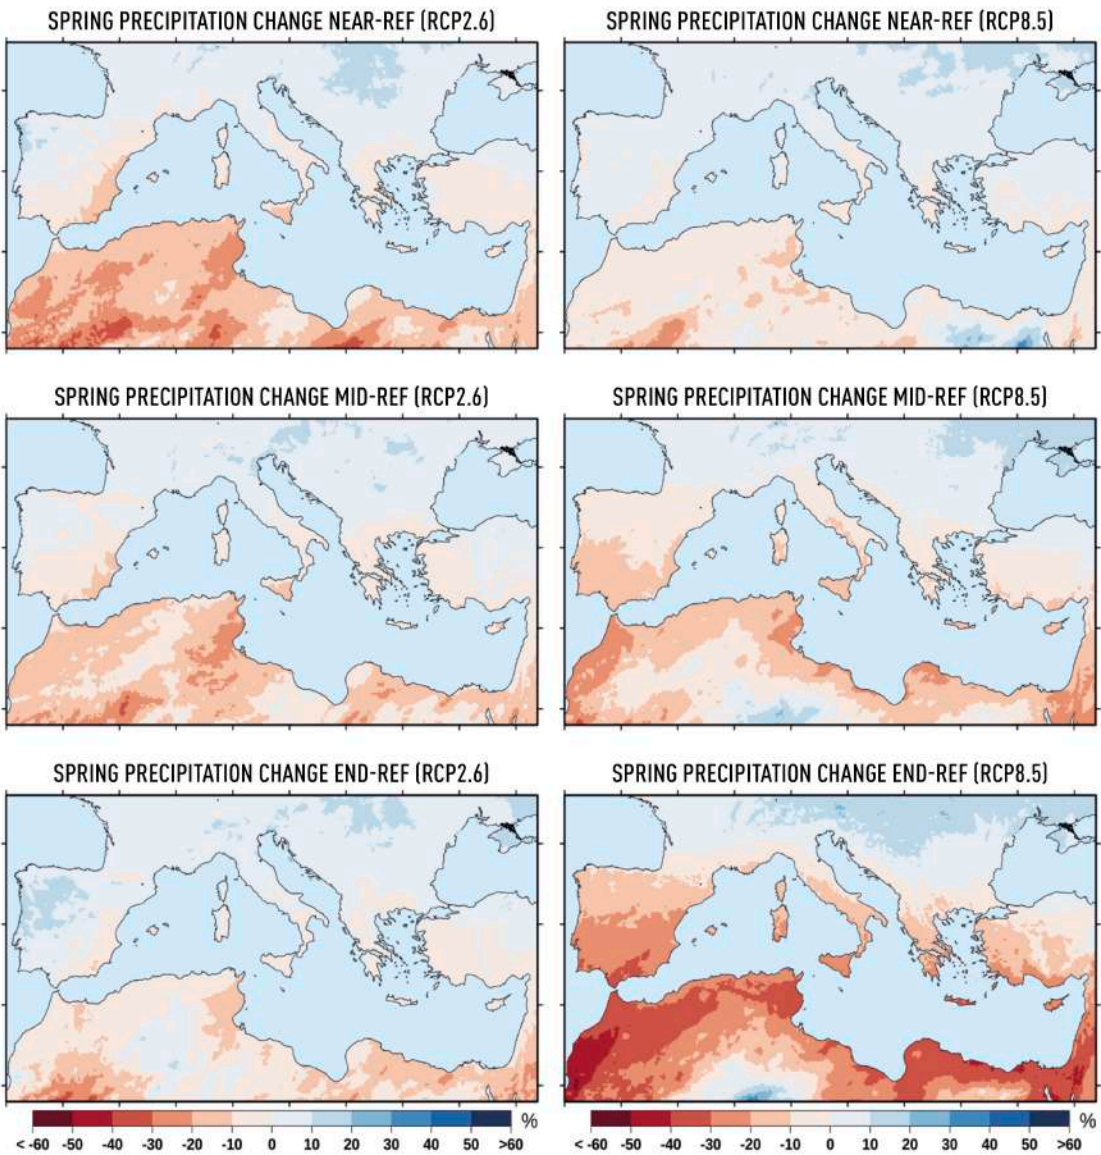 SPRING PRECIPITATION CHANGE NEAR-REF (RCP2.6)
SPRING PRECIPITATION CHANGE NEAR-REF (RCP8.5)
SPRING PRECIPITATION CHANGE MID-REF (RCP2.6)
SPRING PRECIPITATION CHANGE MID-REF (RCP8.5)
SPRING PRECIPITATION CHANGE END-REF (RCP2.6)
SPRING PRECIPITATION CHANGE END-REF (RCP8.5)
%
< -60 -50 -40 -30 -20 -10 0 10 20 30 40 50 >60
%
< -60 -50 -40 -30 -20 -10 0 10 20 30 40 50 >60